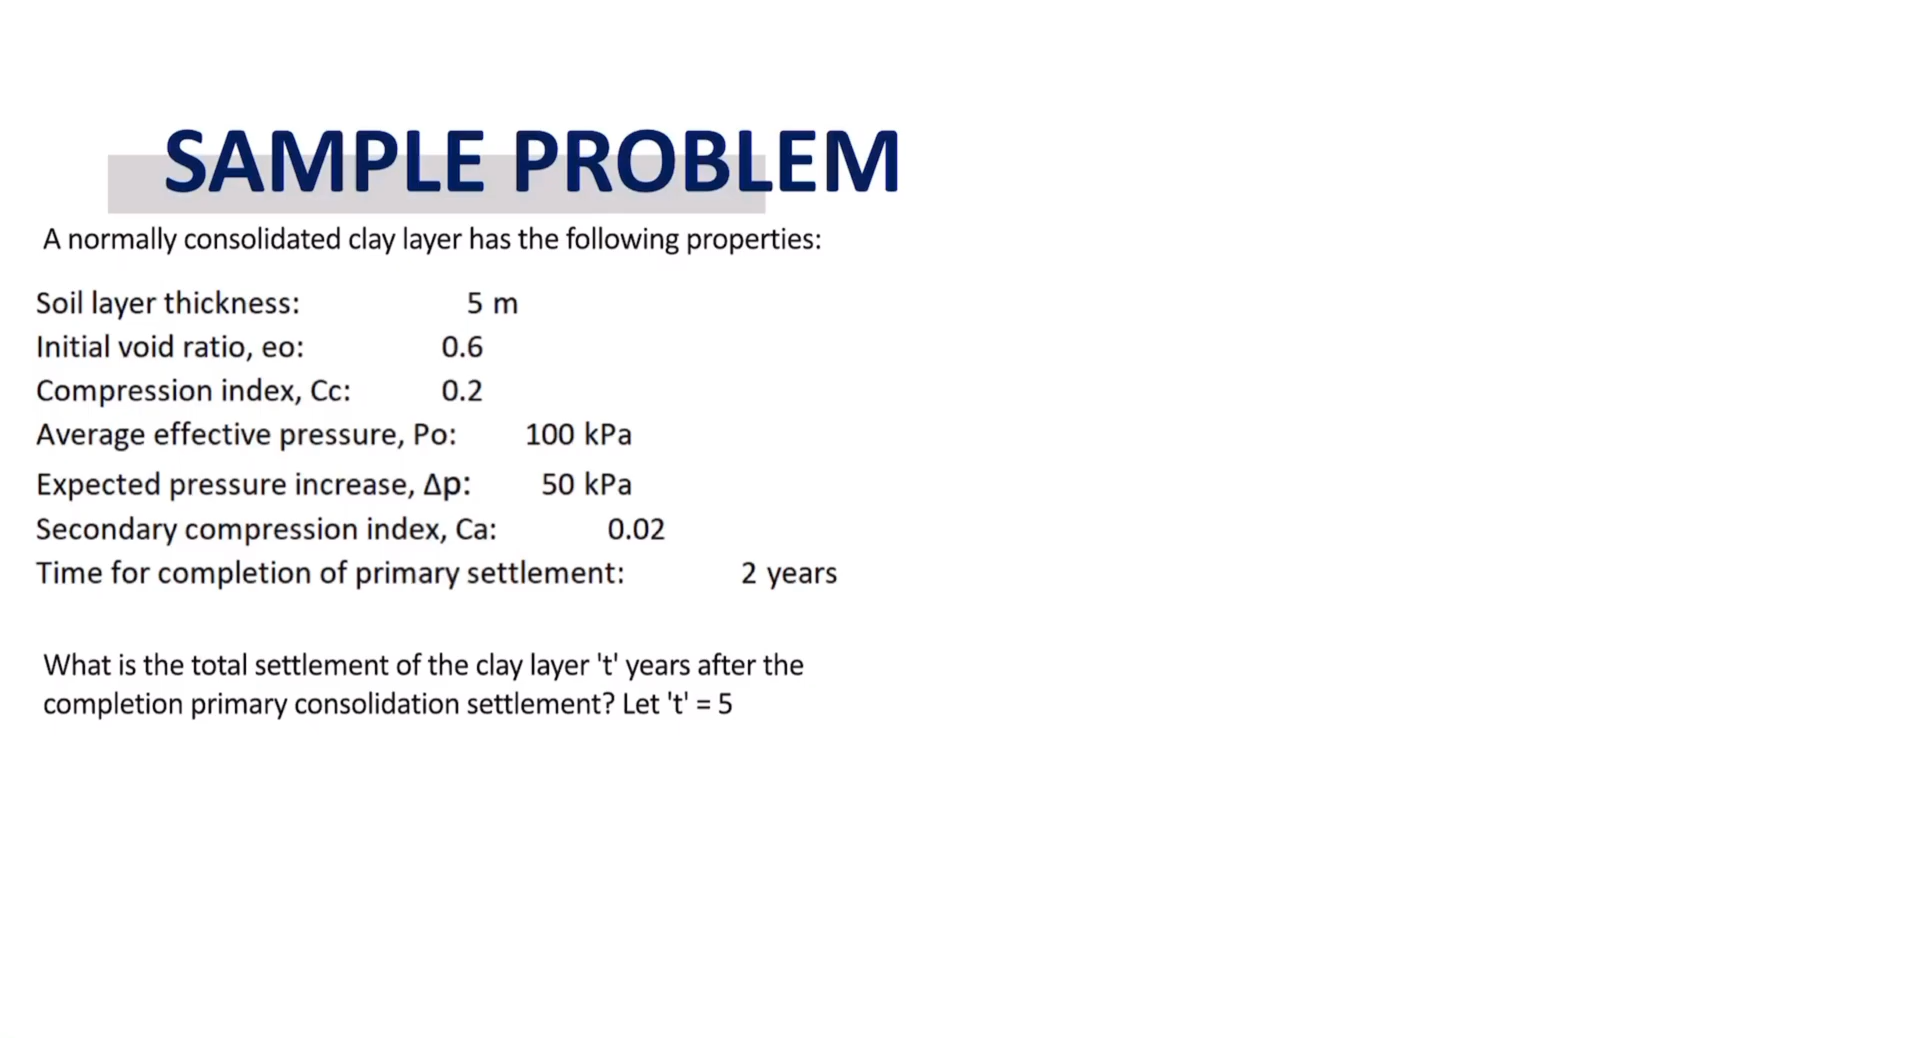 SAMPLE PROBLEM
A normally consolidated clay layer has the following properties:
Soil layer thickness: 5 m
Initial void ratio, eo: 0.6
Compression index, Cc: 0.2
Average effective pressure, Po: 100 kPa
Expected pressure increase, Δp: 50 kPa
Secondary compression index, Ca: 0.02
Time for completion of primary settlement: 2 years
What is the total settlement of the clay layer 't' years after the
completion primary consolidation settlement? Let 't' = 5